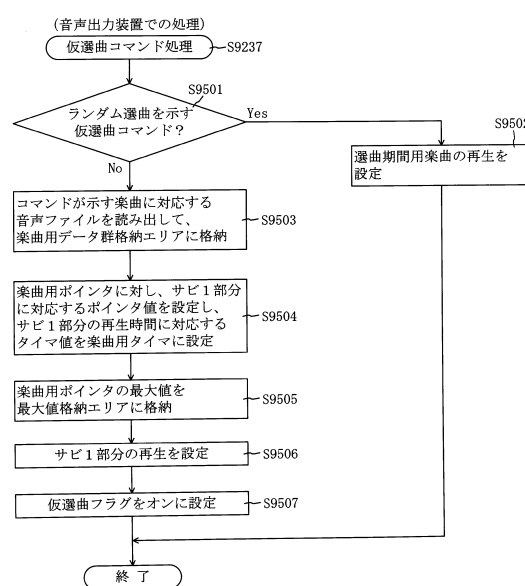 (音声出力装置での処理)
仮選曲コマンド処理
S9237
S9501
ランダム選曲を示す
仮選曲コマンド?
Yes
No
S9502
選曲期間用楽曲の再生を
設定
コマンドが示す楽曲に対応する
音声ファイルを読み出して、
楽曲用データ群格納エリアに格納
S9503
楽曲用ポインタに対し、サビ1部分
に対応するポインタ値を設定し、
サビ1部分の再生時間に対応する
タイマ値を楽曲用タイマに設定
S9504
楽曲用ポインタの最大値を
最大値格納エリアに格納
S9505
サビ1部分の再生を設定
S9506
仮選曲フラグをオンに設定
S9507
終了